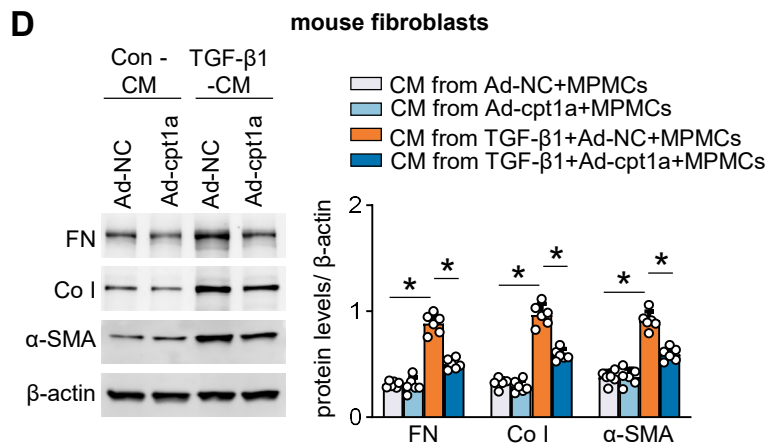 D
mouse fibroblasts
Con -
CM
TGF-β1
-CM
Ad-NC
Ad-cpt1a
Ad-NC
Ad-cpt1a
FN
Co I
α-SMA
β-actin
CM from Ad-NC+MPMCs
CM from Ad-cpt1a+MPMCs
CM from TGF-β1+Ad-NC+MPMCs
CM from TGF-β1+Ad-cpt1a+MPMCs
protein levels/ β-actin
2
1
0
* * * * * *
FN Co I α-SMA